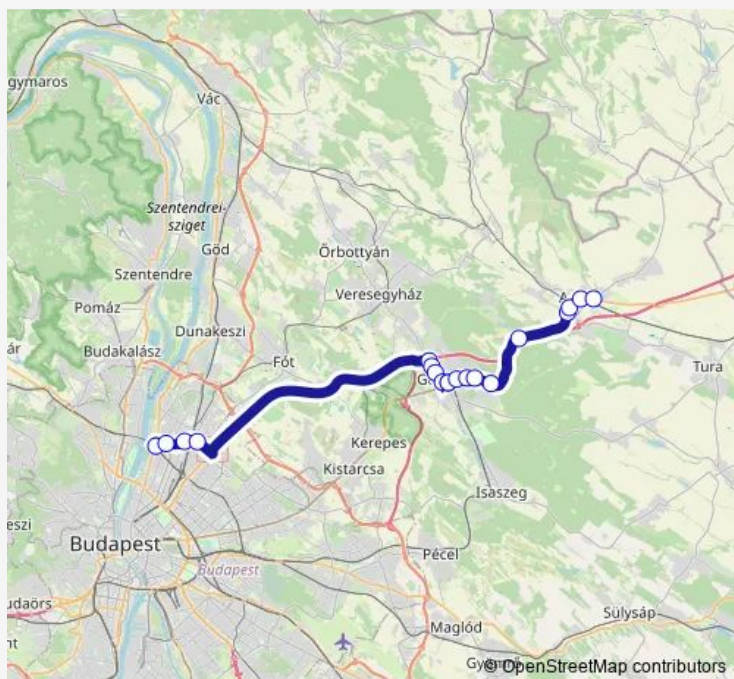 gymaros
Vác
Szentendrei-
sziget
Göd
Őrbottyán
Szentendre
Veresegyház
Pomáz
Dunakeszi
ár
Budakalász
Fót
Tura
Kerepes
Kistarcsa
Isaszeg
eszi
Budapest
Pécel
Budapest
udaörs
Sülysáp
nt
Maglód
© OpenStreetMap contributors